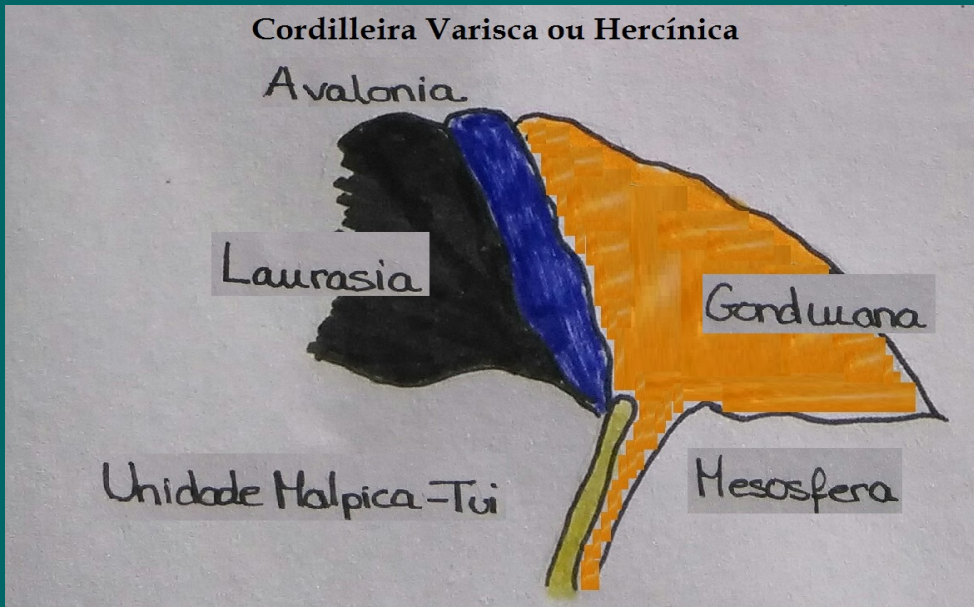 Cordilleira Varisca ou Hercínica
Avalonia
Laurasia
Gondwana
Unidade Malpica-Tui
Mesosfera